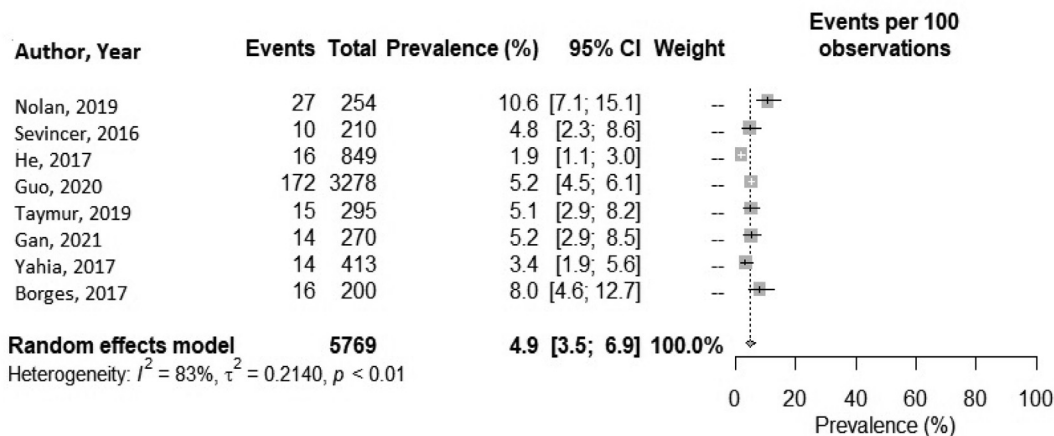 Events per 100
Author, Year Events Total Prevalence (%) 95% CI Weight observations
Nolan, 2019 27 254 10.6 [7.1; 15.1] --
Sevincer, 2016 10 210 4.8 [2.3; 8.6] --
He, 2017 16 849 1.9 [1.1; 3.0] --
Guo, 2020 172 3278 5.2 [4.5; 6.1] --
Taymur, 2019 15 295 5.1 [2.9; 8.2] --
Gan, 2021 14 270 5.2 [2.9; 8.5] --
Yahia, 2017 14 413 3.4 [1.9; 5.6] --
Borges, 2017 16 200 8.0 [4.6; 12.7] --
Random effects model 5769 4.9 [3.5; 6.9] 100.0%
Heterogeneity: I² = 83%, τ² = 0.2140, p < 0.01
0 20 40 60 80 100
Prevalence (%)